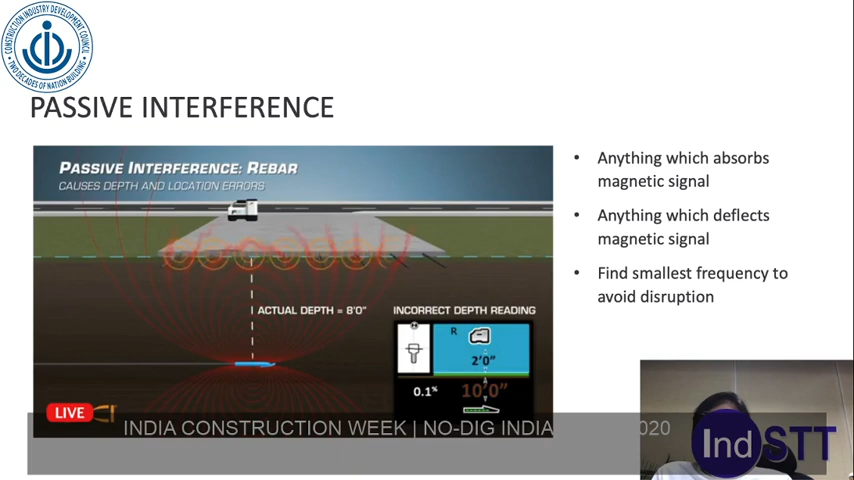 CONSTRUCTION INDUSTRY DEVELOPMENT COUNCIL
• TWO DECADES OF NATION BUILDING •
PASSIVE INTERFERENCE
PASSIVE INTERFERENCE: REBAR
CAUSES DEPTH AND LOCATION ERRORS
ACTUAL DEPTH = 8'0"
INCORRECT DEPTH READING
R
2'0"
0.1%
10'0"
• Anything which absorbs
magnetic signal
• Anything which deflects
magnetic signal
• Find smallest frequency to
avoid disruption
LIVE
INDIA CONSTRUCTION WEEK | NO-DIG INDIA 020
IndSTT